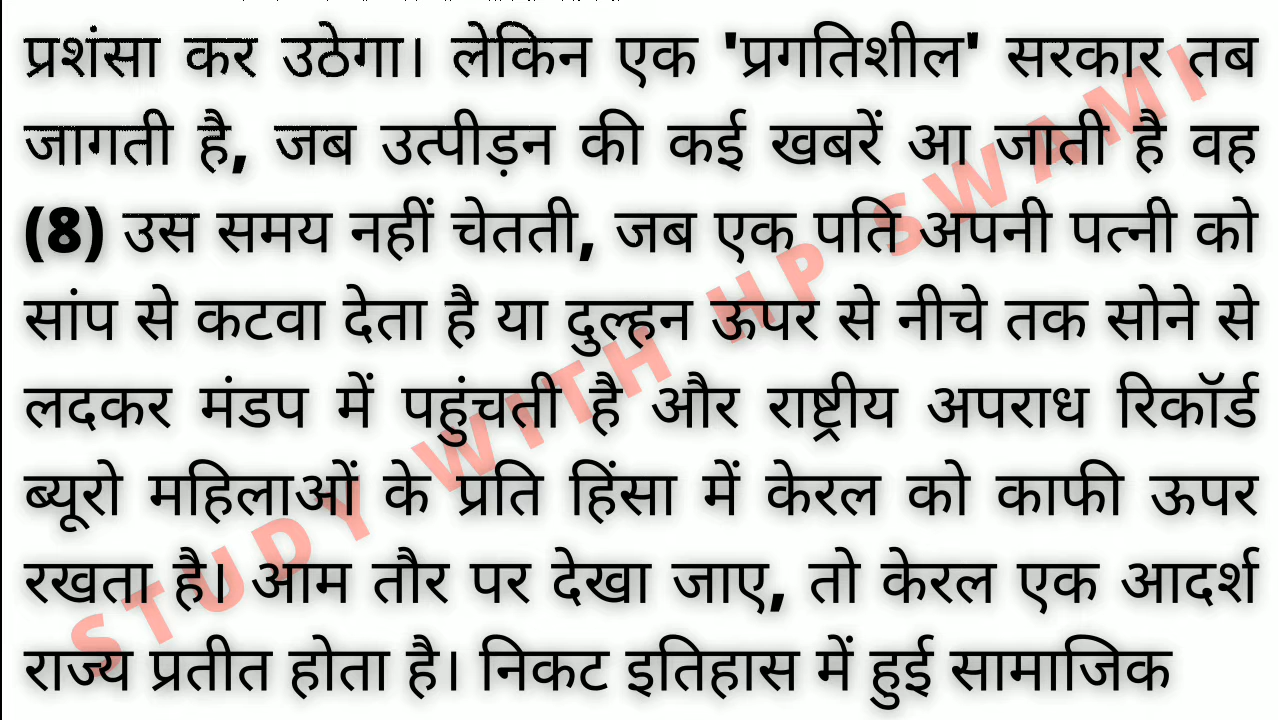 प्रशंसा कर उठेगा। लेकिन एक 'प्रगतिशील' सरकार तब
जागती है, जब उत्पीड़न की कई खबरें आ जाती है वह
(8) उस समय नहीं चेतती, जब एक पति अपनी पत्नी को
सांप से कटवा देता है या दुल्हन ऊपर से नीचे तक सोने से
लदकर मंडप में पहुंचती है और राष्ट्रीय अपराध रिकॉर्ड
ब्यूरो महिलाओं के प्रति हिंसा में केरल को काफी ऊपर
रखता है। आम तौर पर देखा जाए, तो केरल एक आदर्श
राज्य प्रतीत होता है। निकट इतिहास में हुई सामाजिक
STUDY WITH HP SWAMI